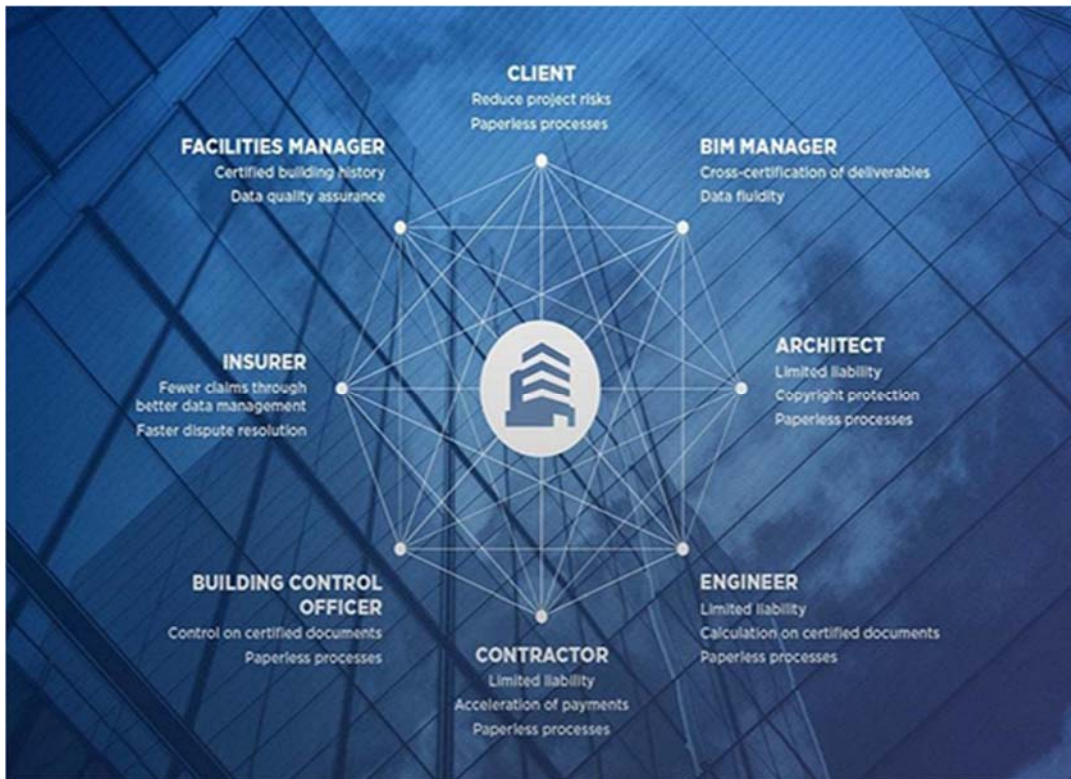 CLIENT
Reduce project risks
Paperless processes
FACILITIES MANAGER
Certified building history
Data quality assurance
BIM MANAGER
Cross-certification of deliverables
Data fluidity
INSURER
Fewer claims through
better data management
Faster dispute resolution
ARCHITECT
Limited liability
Copyright protection
Paperless processes
BUILDING CONTROL
OFFICER
Control on certified documents
Paperless processes
CONTRACTOR
Limited liability
Acceleration of payments
Paperless processes
ENGINEER
Limited liability
Calculation on certified documents
Paperless processes